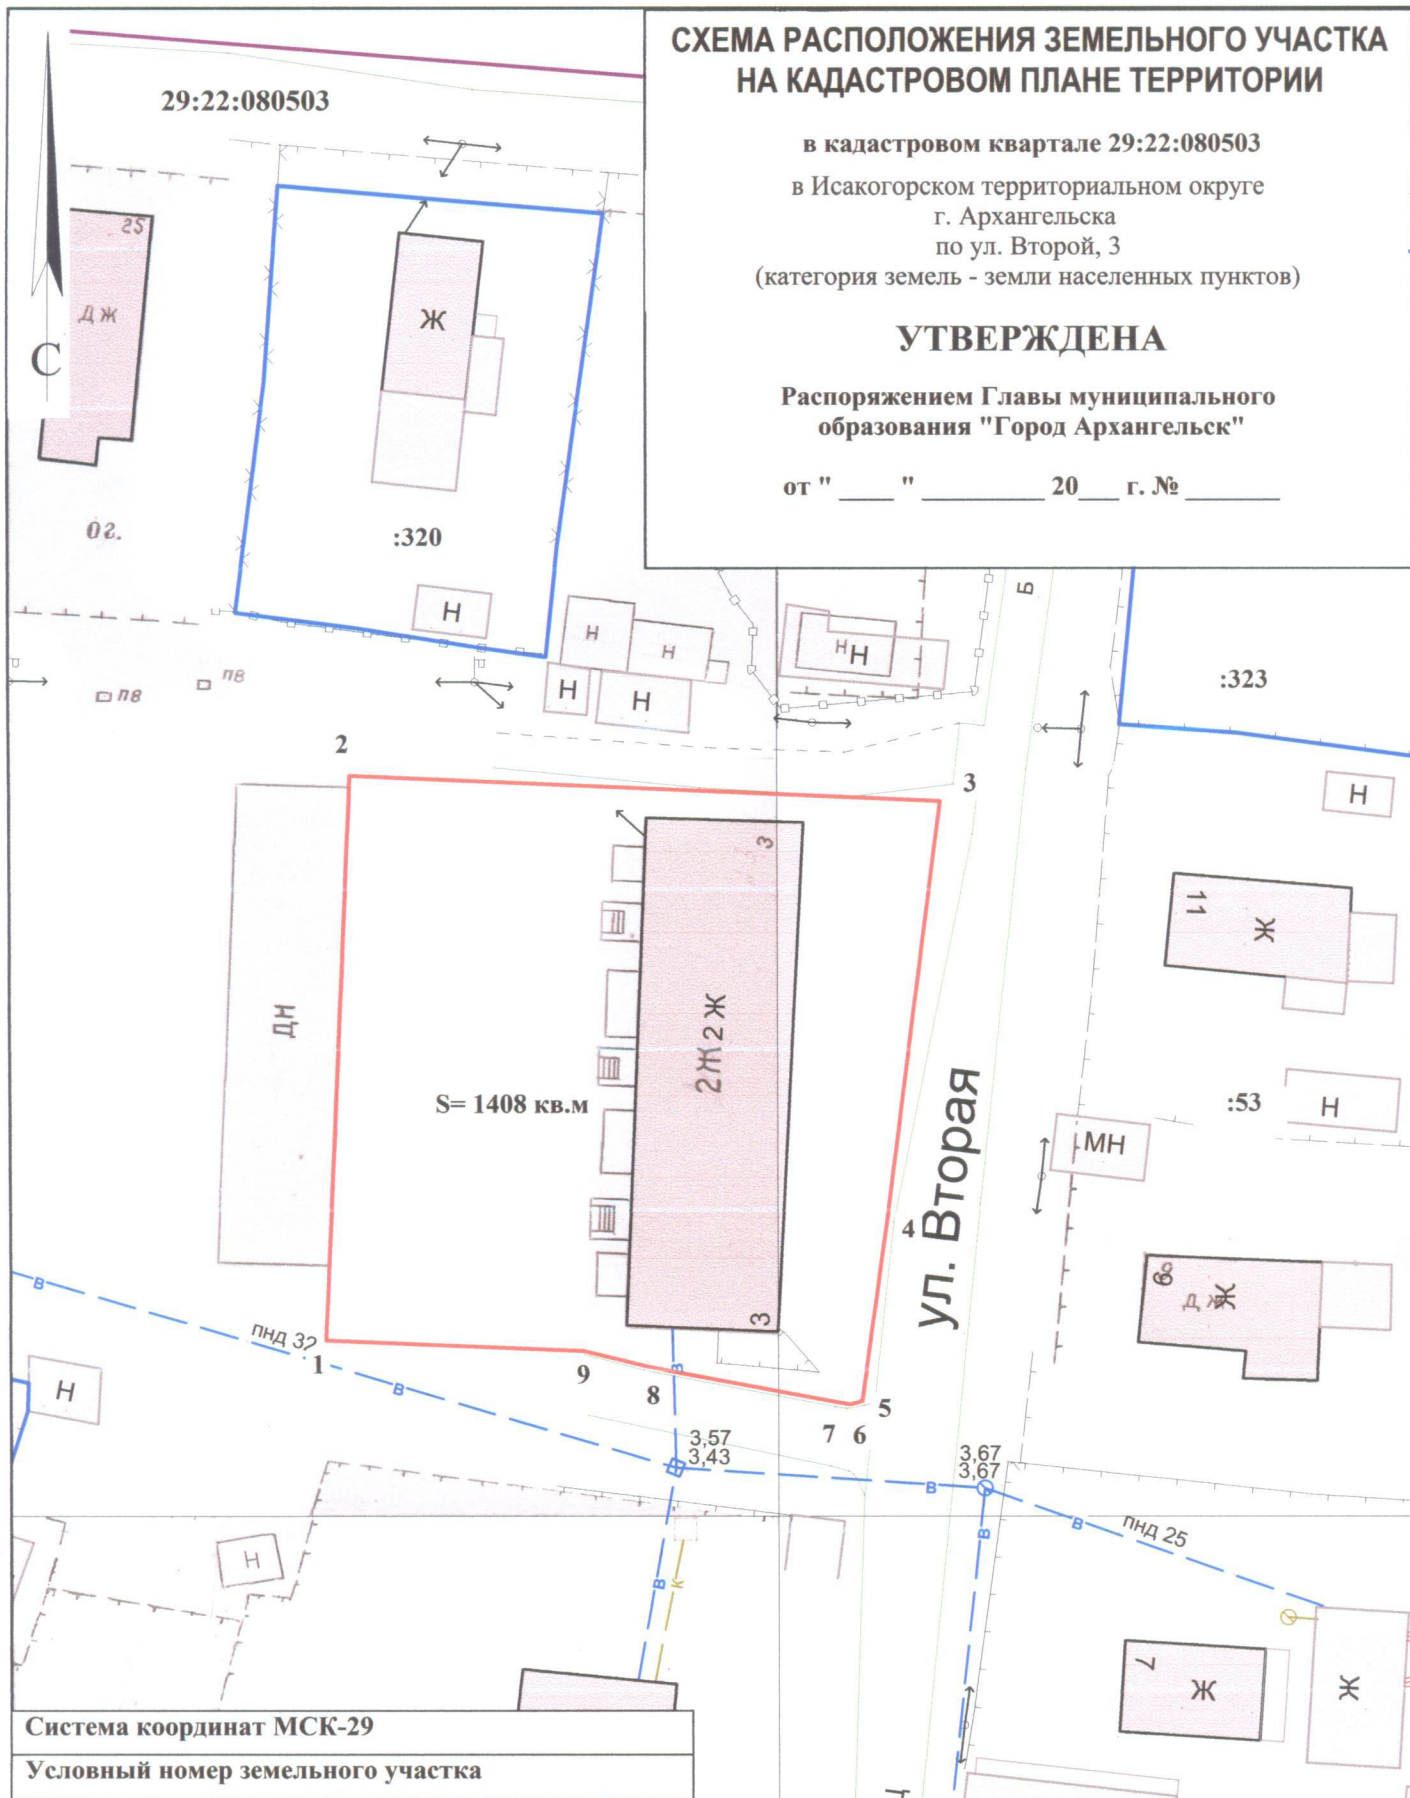 СХЕМА РАСПОЛОЖЕНИЯ ЗЕМЕЛЬНОГО УЧАСТКА
НА КАДАСТРОВОМ ПЛАНЕ ТЕРРИТОРИИ
в кадастровом квартале 29:22:080503
в Исакогорском территориальном округе
г. Архангельска
по ул. Второй, 3
(категория земель - земли населенных пунктов)
УТВЕРЖДЕНА
Распоряжением Главы муниципального
образования "Город Архангельск"
от " ____ " _________ 20___ г. № _______
29:22:080503
25
ДЖ
С
Ж
ог.
:320
Н
Н
Н
Н
Н
Н
Н
Б
:323
пв
пв
2
3
Н
3
11
Ж
ДН
2Ж
2Ж
S= 1408 кв.м
ул. Вторая
:53
Н
МН
4
В
пнд 32
1
9
8
3
В
7
6
5
9
ДЖ
Ж
Н
В
3,57
3,43
3,67
3,67
В
В
В
пнд 25
Н
В
К
7
Ж
Ж
Система координат МСК-29
Условный номер земельного участка